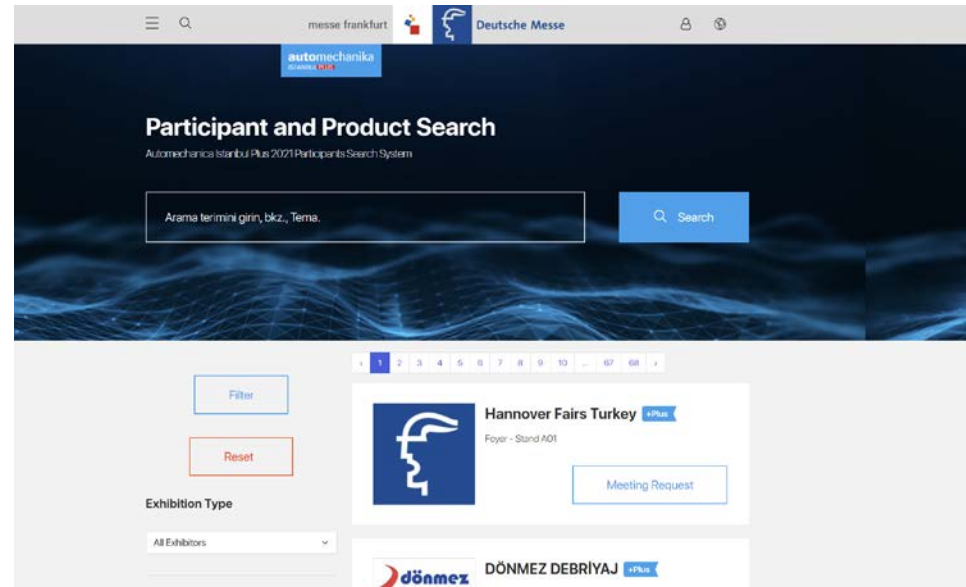 messe frankfurt
Deutsche Messe
automechanika
Participant and Product Search
Automechanica Istanbul Plus 2021 Participants Search System
Arama terimini girin, bkz., Tema.
Search
‹ 1 2 3 4 5 6 7 8 9 10 ... 67 68 ›
Filter
Reset
Exhibition Type
All Exhibitors
Hannover Fairs Turkey +Plus
Foyer - Stand A01
Meeting Request
dönmez
DÖNMEZ DEBRİYAJ +Plus